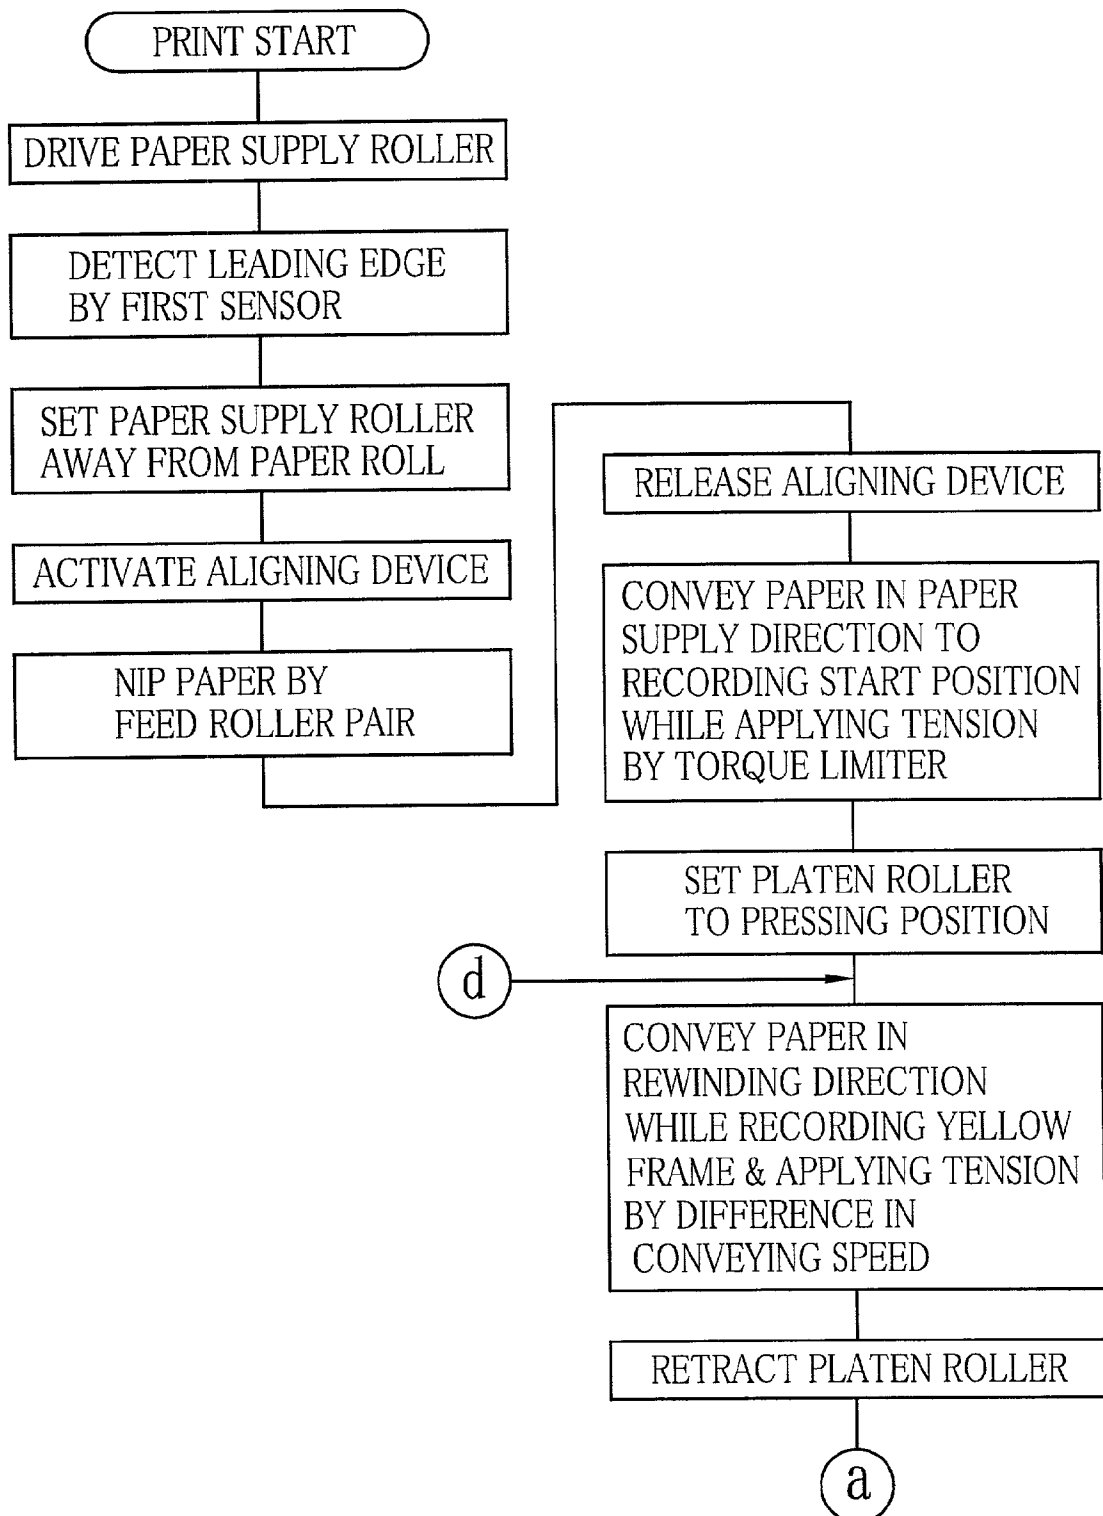 PRINT START
DRIVE PAPER SUPPLY ROLLER
DETECT LEADING EDGE
BY FIRST SENSOR
SET PAPER SUPPLY ROLLER
AWAY FROM PAPER ROLL
ACTIVATE ALIGNING DEVICE
NIP PAPER BY
FEED ROLLER PAIR
RELEASE ALIGNING DEVICE
CONVEY PAPER IN PAPER
SUPPLY DIRECTION TO
RECORDING START POSITION
WHILE APPLYING TENSION
BY TORQUE LIMITER
SET PLATEN ROLLER
TO PRESSING POSITION
d
CONVEY PAPER IN
REWINDING DIRECTION
WHILE RECORDING YELLOW
FRAME & APPLYING TENSION
BY DIFFERENCE IN
CONVEYING SPEED
RETRACT PLATEN ROLLER
a